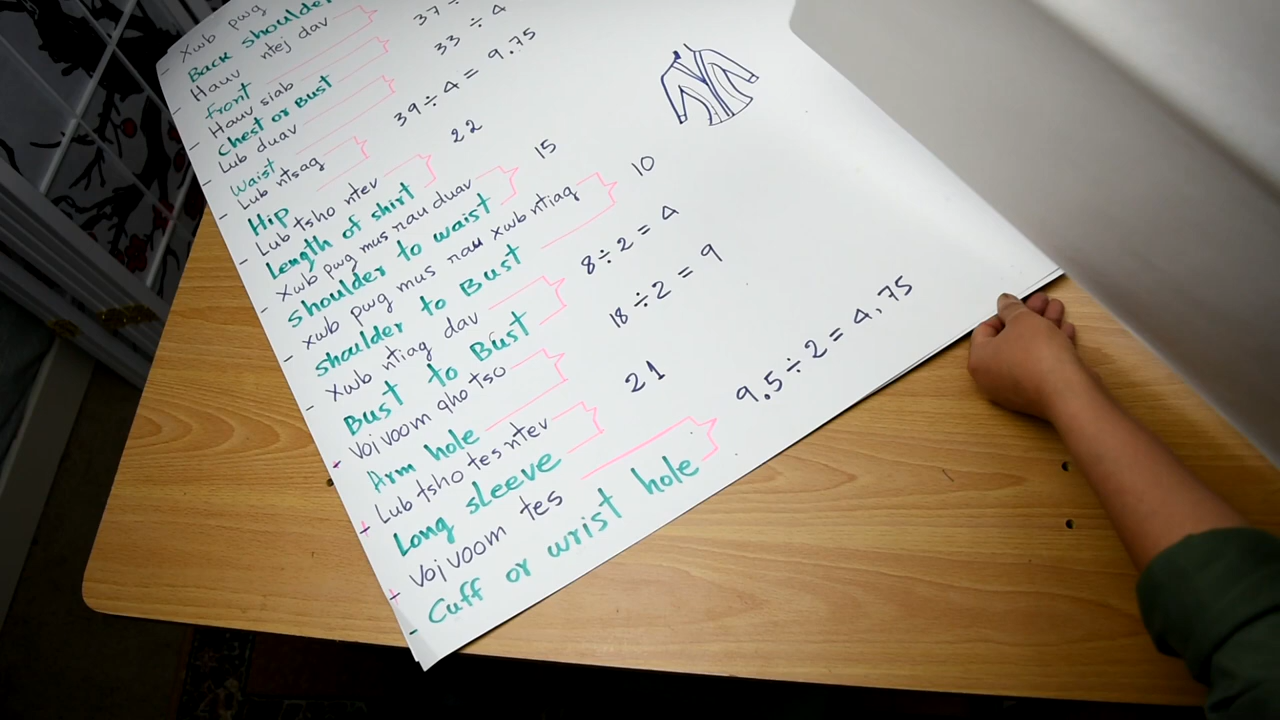 - Xwb pwg
Back shoulder
- Hauv ntej dav
front
- Hauv siab
Chest or Bust
37 ÷
- Lub duav
Waist
33 ÷ 4
- Lub ntsag
Hip
39 ÷ 4 = 9.75
- Lub tsho ntev
Length of shirt
22
- Xwb pwg mus rau duav
shoulder to waist
15
- xwb pwg mus rau xwb ntiag
shoulder to Bust
10
- Xwb ntiag dav
Bust to Bust
8 ÷ 2 = 4
+ Voj voom qho tso
Arm hole
18 ÷ 2 = 9
+ Lub tsho tes ntev
Long sleeve
21
+ Voj voom tes
- Cuff or wrist hole
9.5 ÷ 2 = 4,75